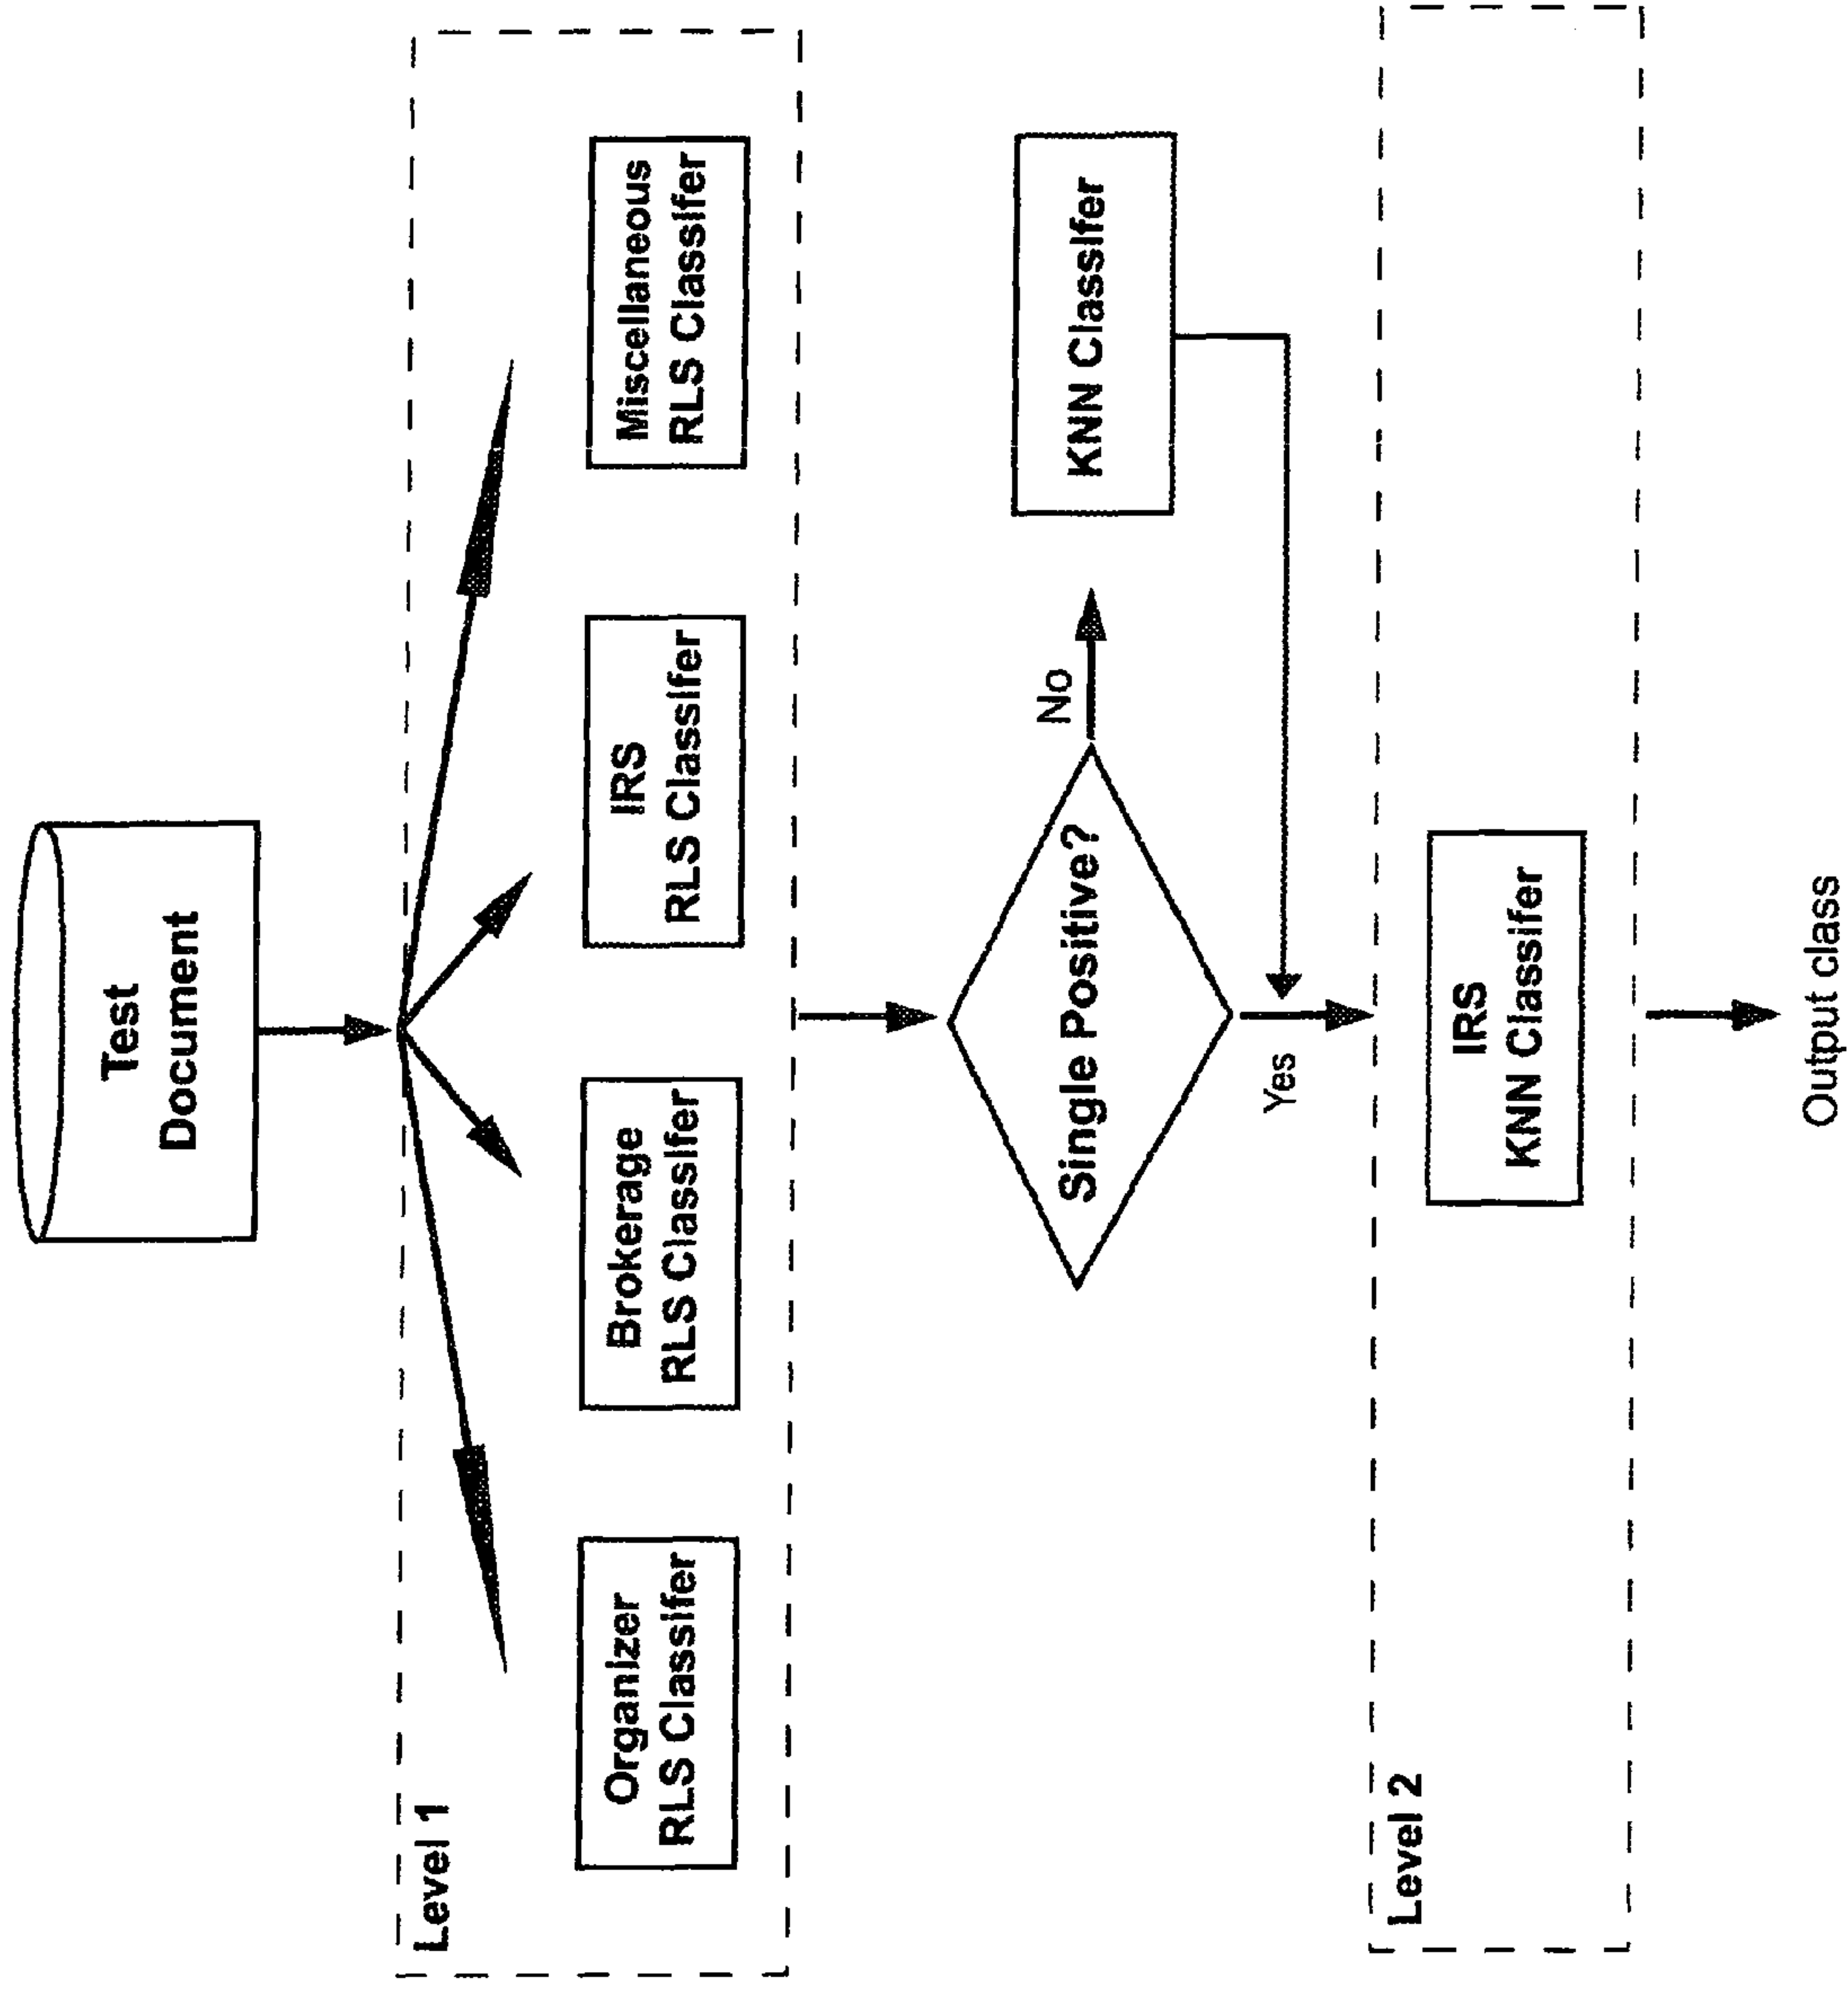 Test
Document
Level 1
Organizer
RLS Classifer
Brokerage
RLS Classifer
IRS
RLS Classifer
Miscellaneous
RLS Classifer
Single Positive?
No
KNN Classifer
Yes
Level 2
IRS
KNN Classifer
Output class